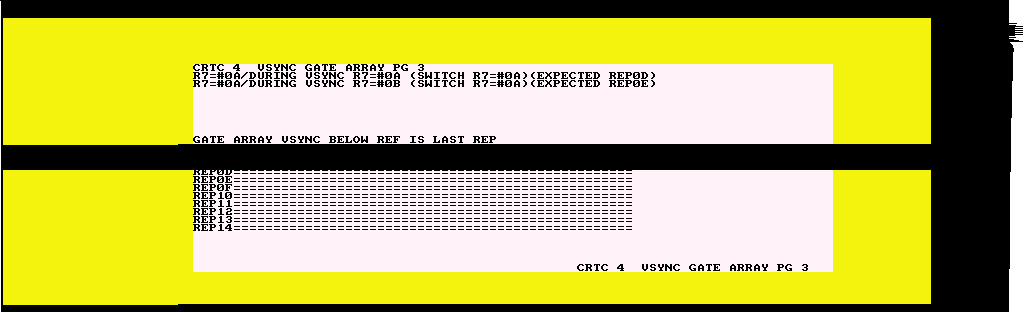 CRTC 4  VSYNC GATE ARRAY PG 3
R7=#0A/DURING VSYNC R7=#0A (SWITCH R7=#0A)(EXPECTED REP0D)
R7=#0A/DURING VSYNC R7=#0B (SWITCH R7=#0A)(EXPECTED REP0E)
GATE ARRAY VSYNC BELOW REF IS LAST REP
REP0D==================================================
REP0E==================================================
REP0F==================================================
REP10==================================================
REP11==================================================
REP12==================================================
REP13==================================================
REP14==================================================
CRTC 4  VSYNC GATE ARRAY PG 3